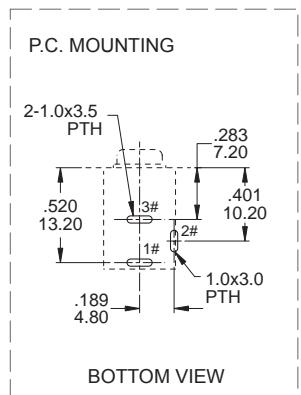 P.C. MOUNTING
2-1.0x3.5
PTH
.283
7.20
3#
.401
10.20
.520
13.20
2#
1#
1.0x3.0
PTH
.189
4.80
BOTTOM VIEW